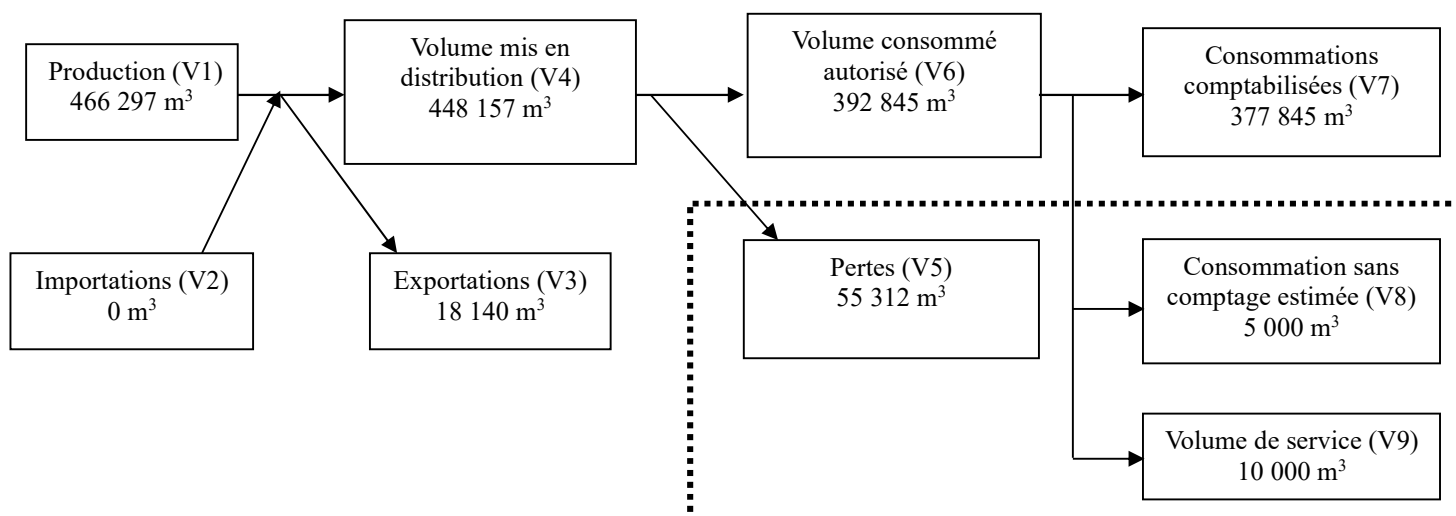 Production (V1)
466 297 m³
Volume mis en
distribution (V4)
448 157 m³
Volume consommé
autorisé (V6)
392 845 m³
Consommations
comptabilisées (V7)
377 845 m³
Importations (V2)
0 m³
Exportations (V3)
18 140 m³
Pertes (V5)
55 312 m³
Consommation sans
comptage estimée (V8)
5 000 m³
Volume de service (V9)
10 000 m³